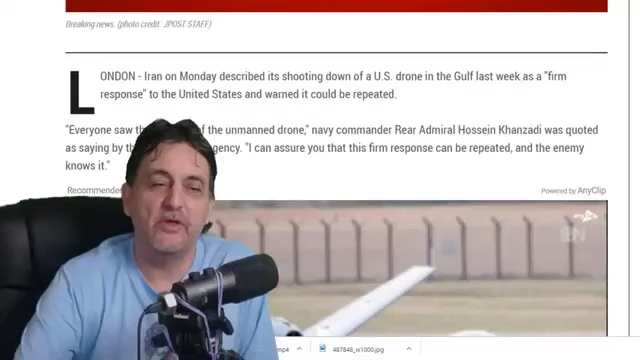 Breaking news. (photo credit. JPOST STAFF)
LONDON - Iran on Monday described its shooting down of a U.S. drone in the Gulf last week as a "firm
response" to the United States and warned it could be repeated.
"Everyone saw th of the unmanned drone," navy commander Rear Admiral Hossein Khanzadi was quoted
as saying by th gency. "I can assure you that this firm response can be repeated, and the enemy
knows it."
Recommende Powered by AnyClip
mp4 487848_w1000.jpg